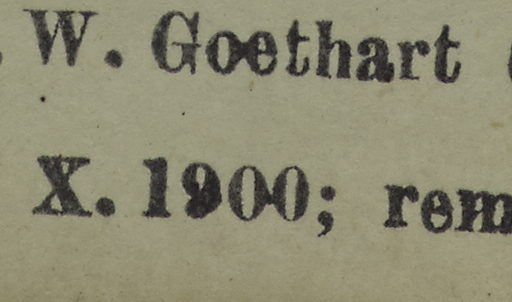 W. Goethart
X. 1900; rem